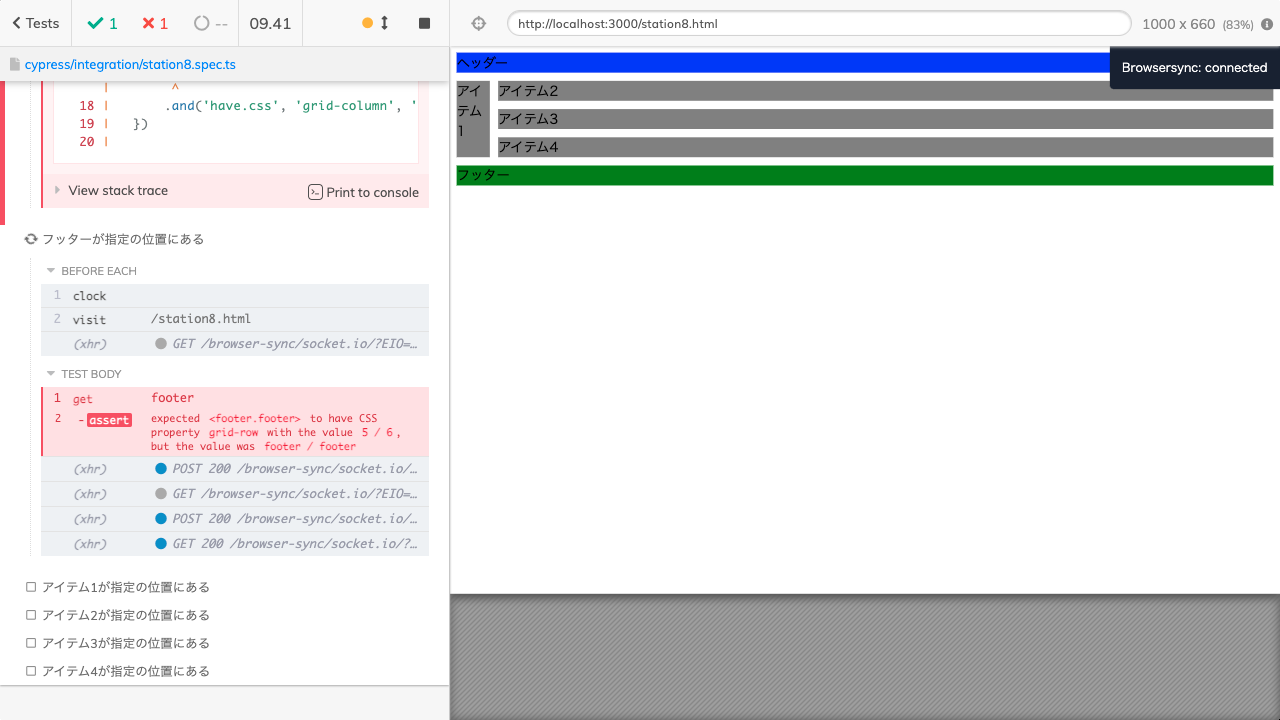 Tests
1
1
--
09.41
http://localhost:3000/station8.html
1000 x 660 (83%)
cypress/integration/station8.spec.ts
| ^
18 | .and('have.css', 'grid-column', '
19 | })
20 |
View stack trace
Print to console
フッターが指定の位置にある
BEFORE EACH
1 clock
2 visit /station8.html
(xhr) GET /browser-sync/socket.io/?EIO=…
TEST BODY
1 get footer
2 -assert expected <footer.footer> to have CSS
property grid-row with the value 5 / 6,
but the value was footer / footer
(xhr) POST 200 /browser-sync/socket.io/…
(xhr) GET /browser-sync/socket.io/?EIO=…
(xhr) POST 200 /browser-sync/socket.io/…
(xhr) GET 200 /browser-sync/socket.io/?…
アイテム1が指定の位置にある
アイテム2が指定の位置にある
アイテム3が指定の位置にある
アイテム4が指定の位置にある
ヘッダー
Browsersync: connected
アイ
テム
1
アイテム2
アイテム3
アイテム4
フッター